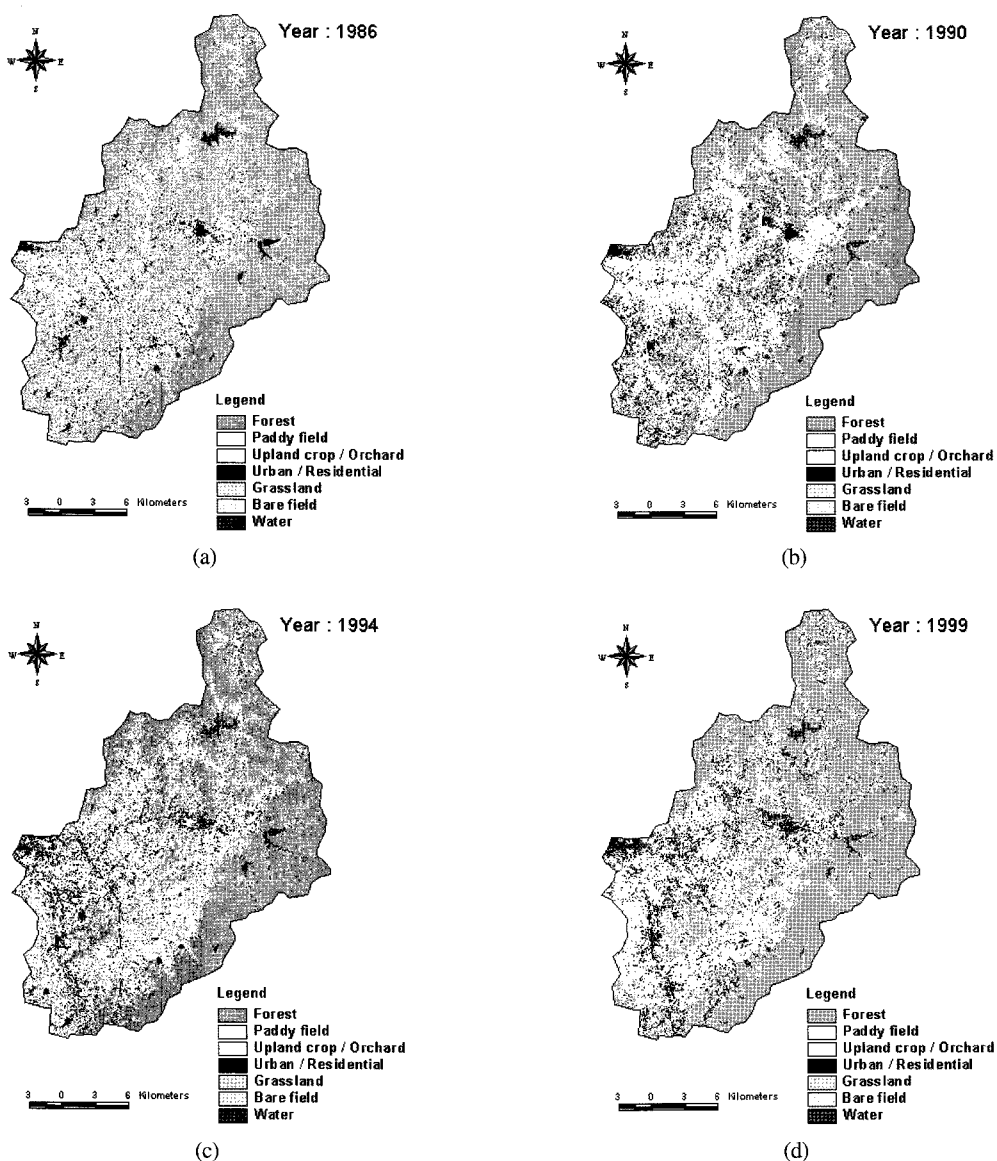 Year : 1986
N
W E
S
Legend
Forest
Paddy field
Upland crop / Orchard
Urban / Residential
Grassland
Bare field
Water
3 0 3 6 Kilometers
(a)
Year : 1990
N
W E
S
Legend
Forest
Paddy field
Upland crop / Orchard
Urban / Residential
Grassland
Bare field
Water
3 0 3 6 Kilometers
(b)
Year : 1994
N
W E
S
Legend
Forest
Paddy field
Upland crop / Orchard
Urban / Residential
Grassland
Bare field
Water
3 0 3 6 Kilometers
(c)
Year : 1999
N
W E
S
Legend
Forest
Paddy field
Upland crop / Orchard
Urban / Residential
Grassland
Bare field
Water
3 0 3 6 Kilometers
(d)